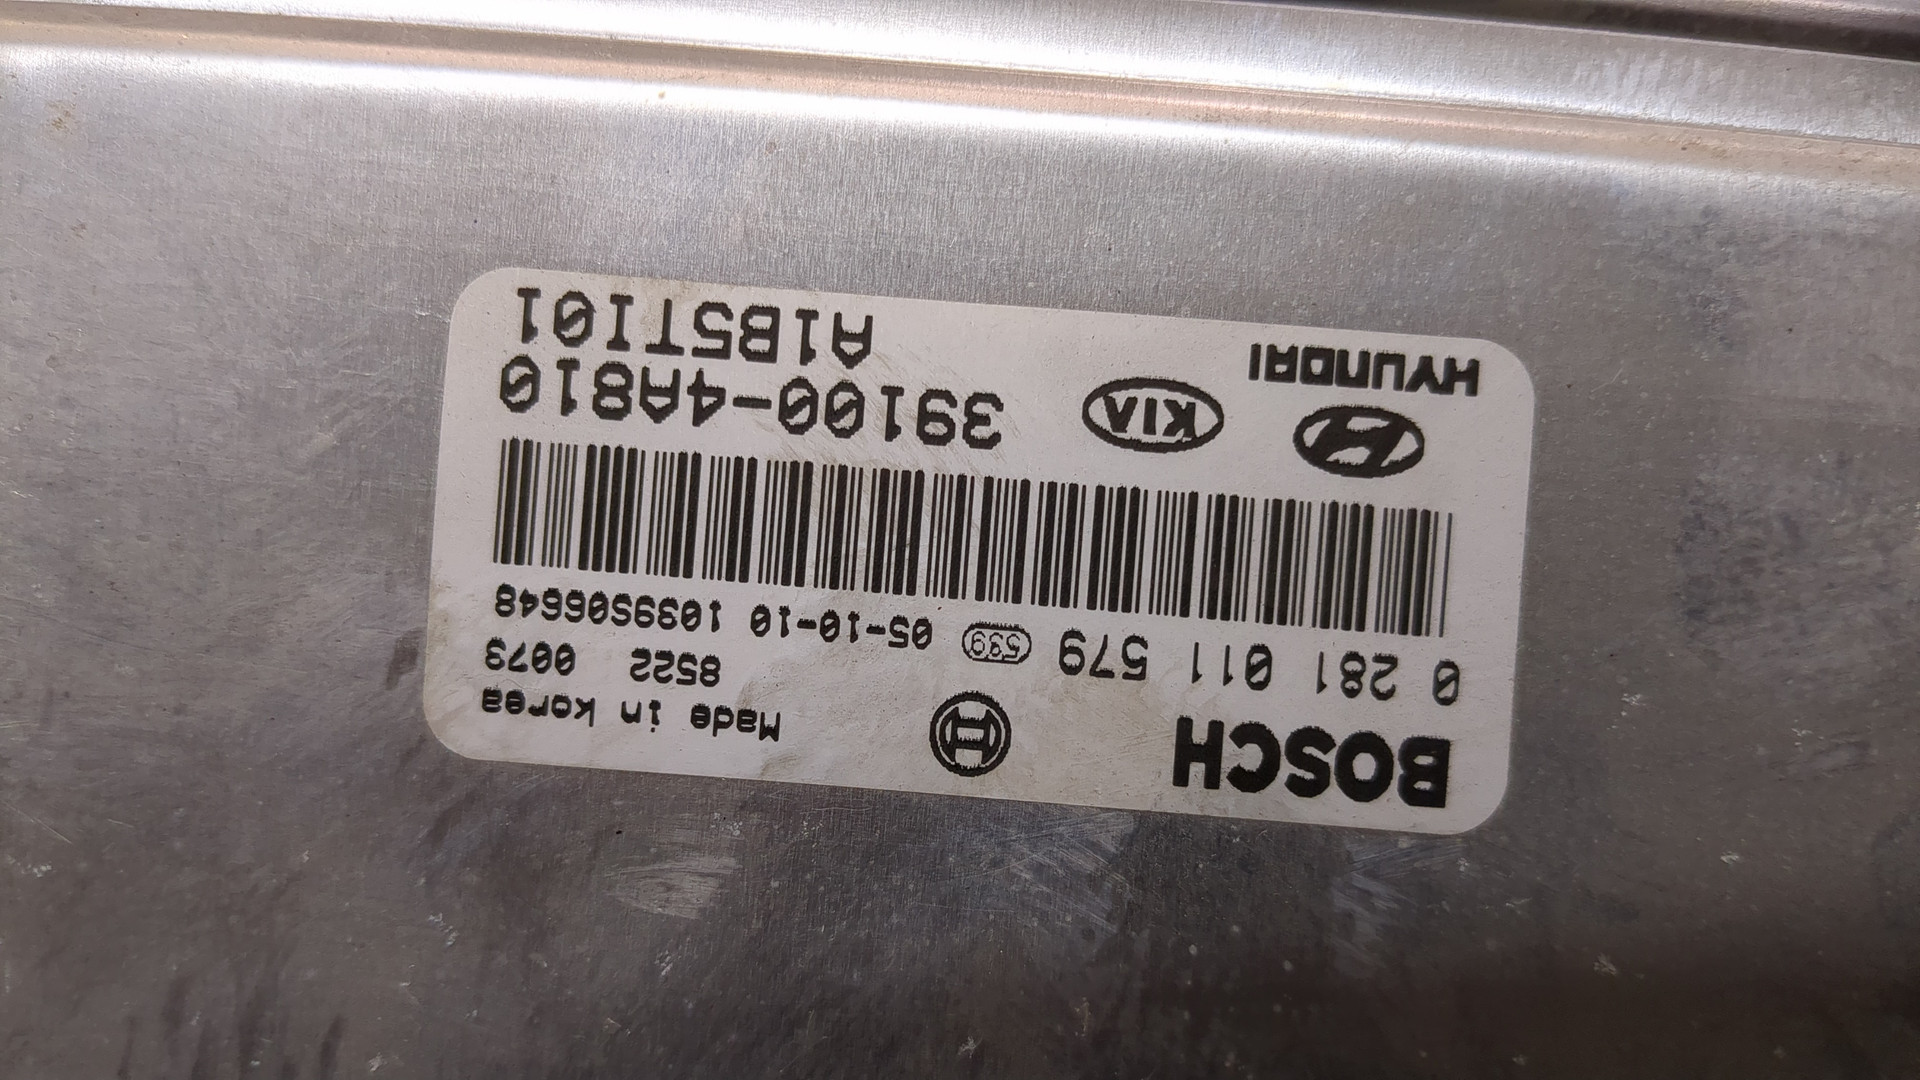 BOSCH Made in korea
8522 0073
0 281 011 579 539 05-10-10 1039S06648
KIA 39100-4A810
HYUNDAI A1B5TI01